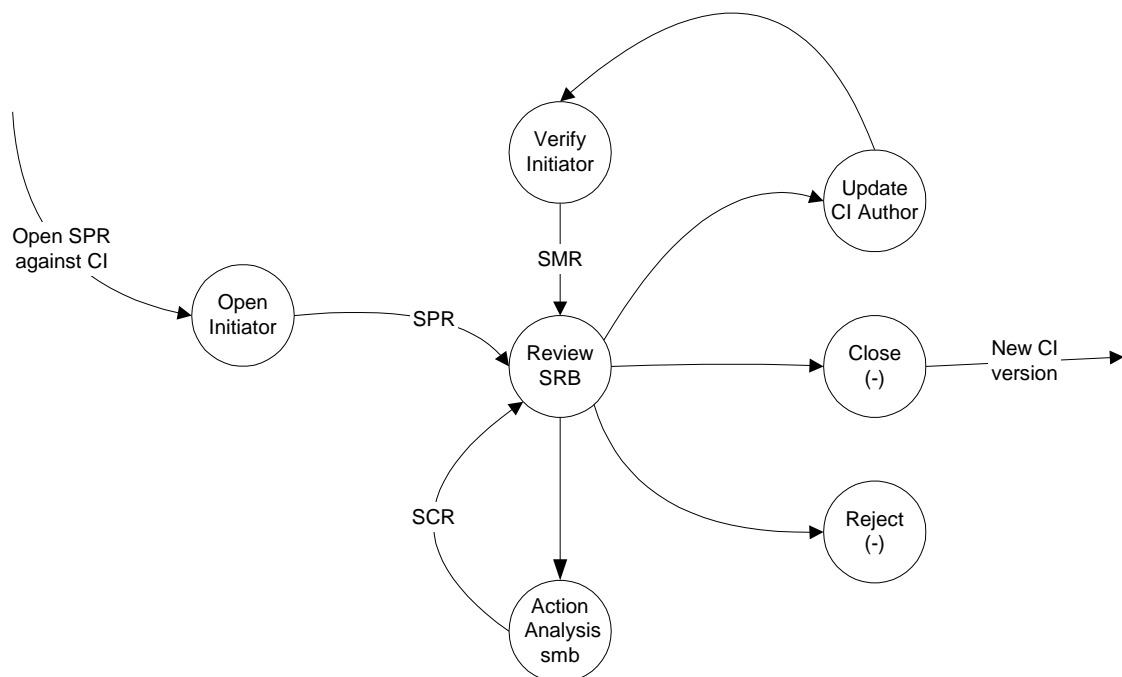 Verify
Initiator
Update
CI Author
Open SPR
against CI
SMR
Open
Initiator
SPR
Review
SRB
Close
(-)
New CI
version
SCR
Reject
(-)
Action
Analysis
smb